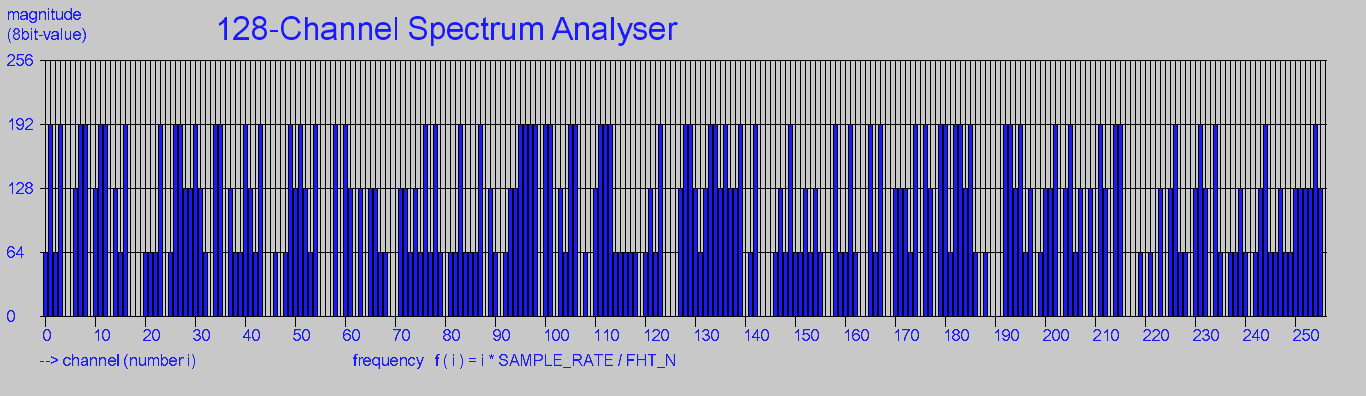 magnitude
(8bit-value)
128-Channel Spectrum Analyser
256
192
128
64
0
0 10 20 30 40 50 60 70 80 90 100 110 120 130 140 150 160 170 180 190 200 210 220 230 240 250
--> channel (number i)
frequency f ( i ) = i * SAMPLE_RATE / FHT_N